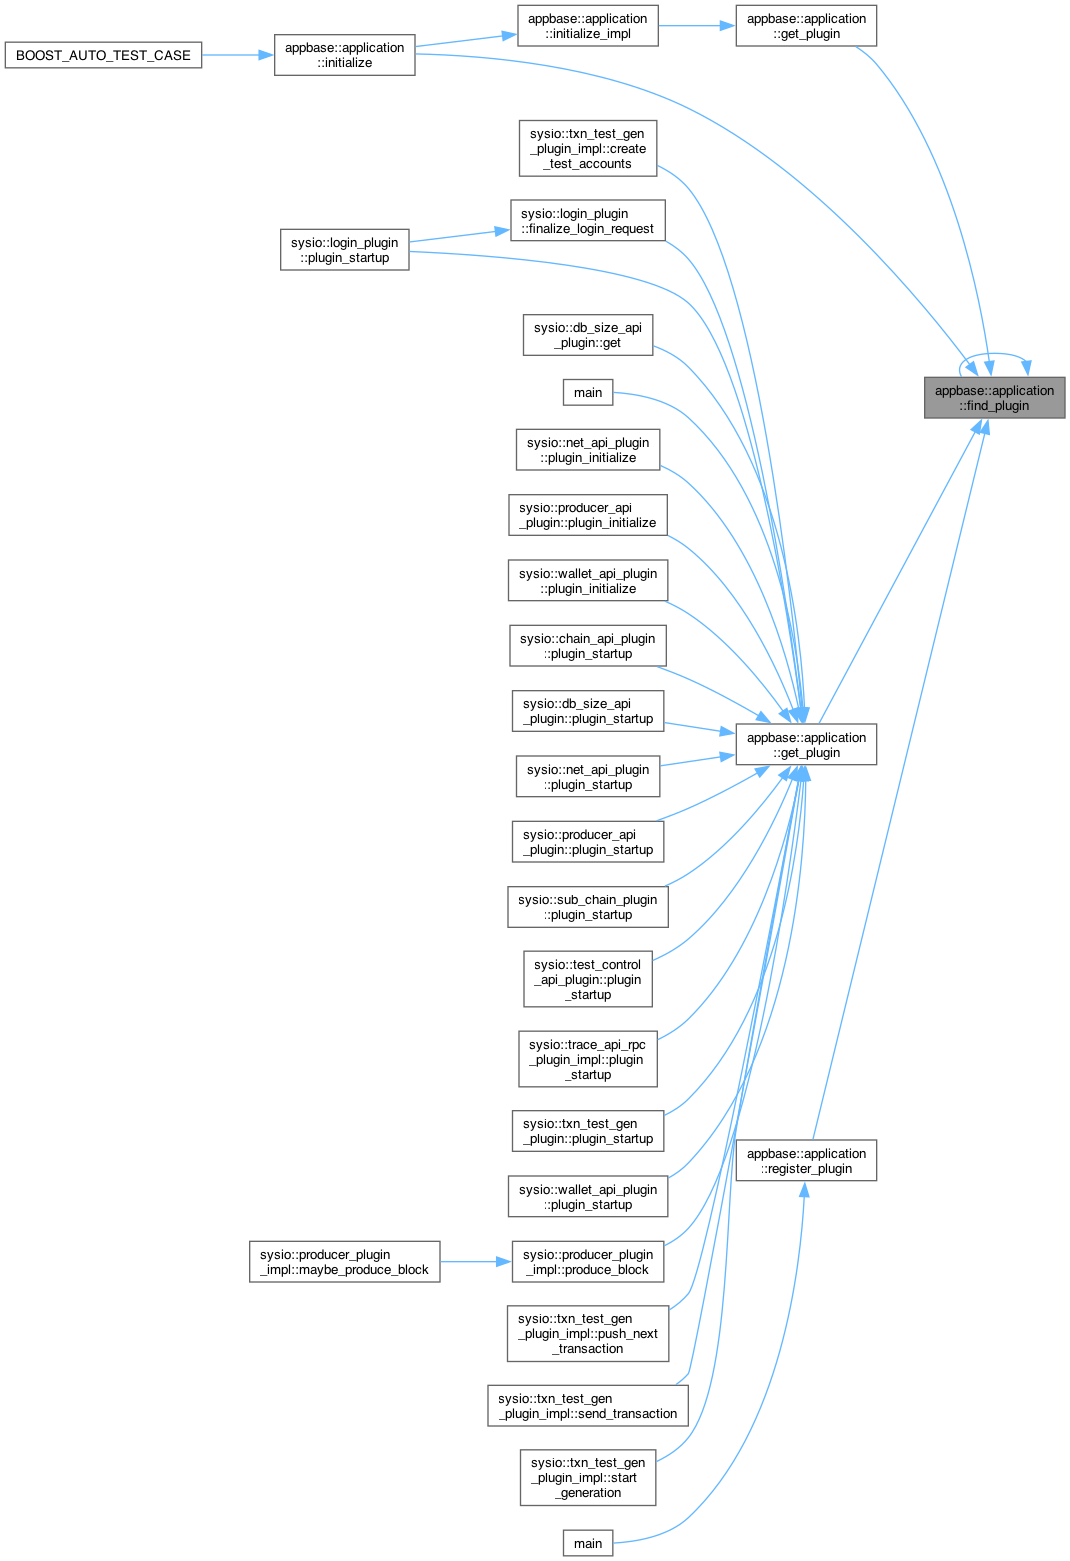 appbase::application
::initialize_impl
appbase::application
::get_plugin
BOOST_AUTO_TEST_CASE
appbase::application
::initialize
sysio::txn_test_gen
_plugin_impl::create
_test_accounts
sysio::login_plugin
::finalize_login_request
sysio::login_plugin
::plugin_startup
sysio::db_size_api
_plugin::get
main
appbase::application
::find_plugin
sysio::net_api_plugin
::plugin_initialize
sysio::producer_api
_plugin::plugin_initialize
sysio::wallet_api_plugin
::plugin_initialize
sysio::chain_api_plugin
::plugin_startup
sysio::db_size_api
_plugin::plugin_startup
appbase::application
::get_plugin
sysio::net_api_plugin
::plugin_startup
sysio::producer_api
_plugin::plugin_startup
sysio::sub_chain_plugin
::plugin_startup
sysio::test_control
_api_plugin::plugin
_startup
sysio::trace_api_rpc
_plugin_impl::plugin
_startup
sysio::txn_test_gen
_plugin::plugin_startup
appbase::application
::register_plugin
sysio::wallet_api_plugin
::plugin_startup
sysio::producer_plugin
_impl::maybe_produce_block
sysio::producer_plugin
_impl::produce_block
sysio::txn_test_gen
_plugin_impl::push_next
_transaction
sysio::txn_test_gen
_plugin_impl::send_transaction
sysio::txn_test_gen
_plugin_impl::start
_generation
main